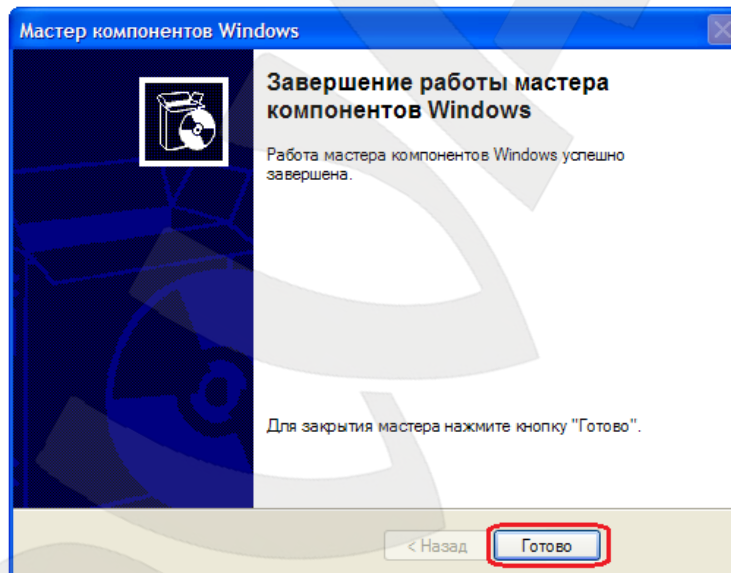 Мастер компонентов Windows
Завершение работы мастера
компонентов Windows
Работа мастера компонентов Windows успешно
завершена.
Для закрытия мастера нажмите кнопку "Готово".
< Назад
Готово